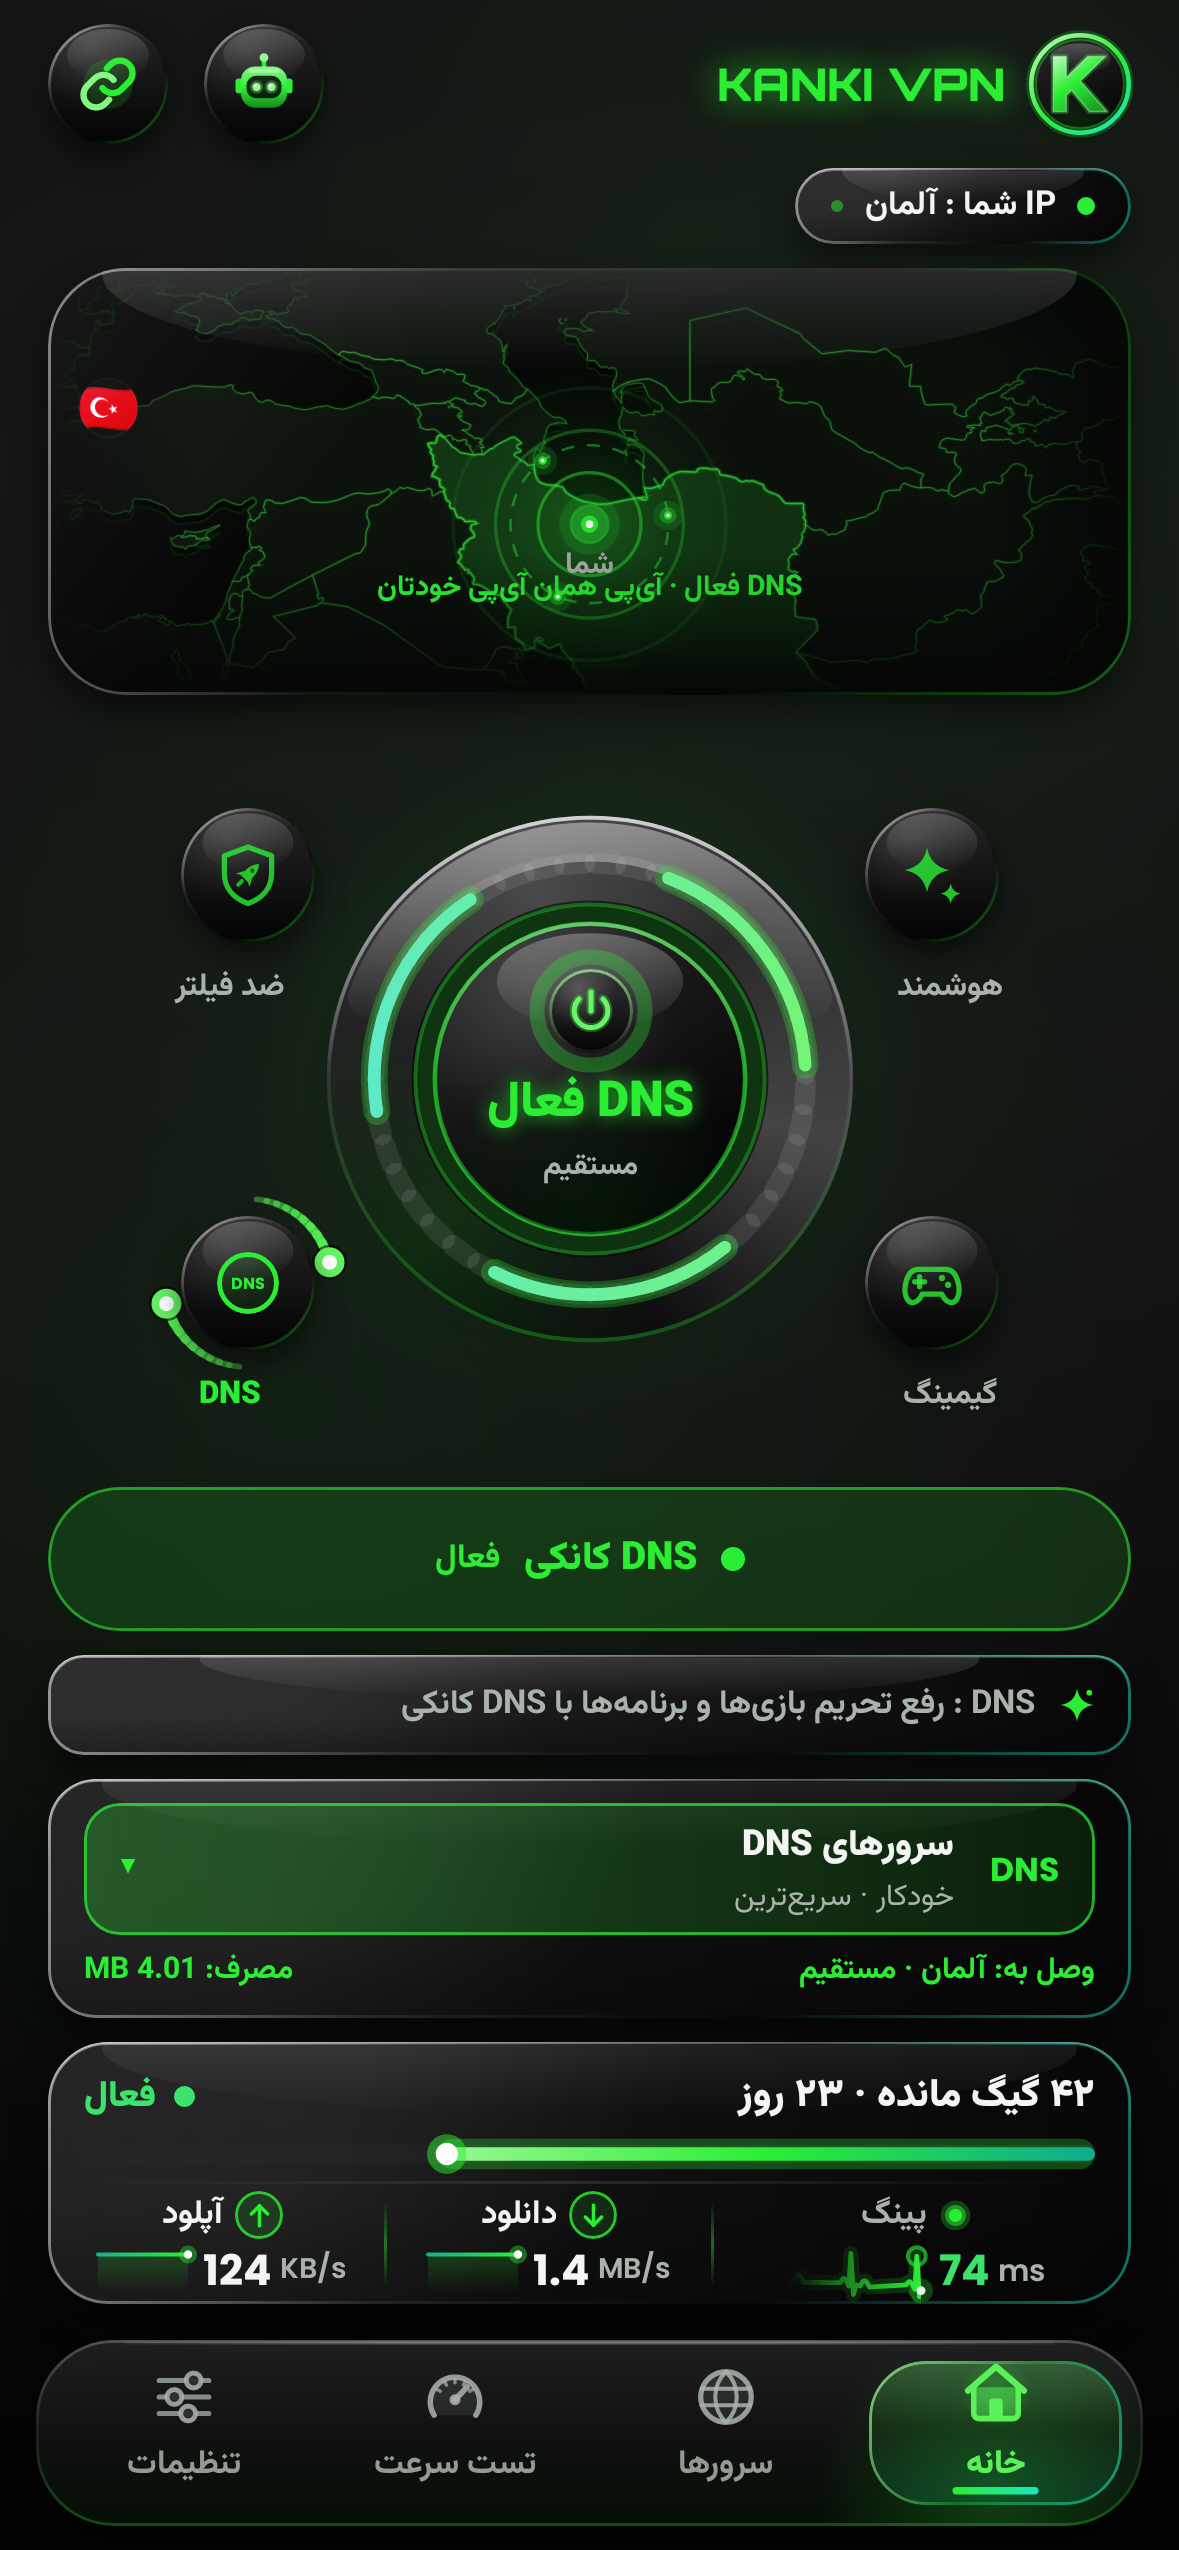 KANKI VPN
IP شما : آلمان
شما
DNS فعال · آی‌پی همان آی‌پی خودتان
هوشمند
ضد فیلتر
DNS فعال
مستقیم
DNS
گیمینگ
DNS
DNS کانکی فعال
DNS : رفع تحریم بازی‌ها و برنامه‌ها با DNS کانکی
DNS
سرورهای DNS
خودکار · سریع‌ترین
وصل به: آلمان · مستقیم
مصرف: 4.01 MB
۴۲ گیگ مانده · ۲۳ روز
فعال
پینگ
دانلود
آپلود
74 ms
1.4 MB/s
124 KB/s
خانه
سرورها
تست سرعت
تنظیمات